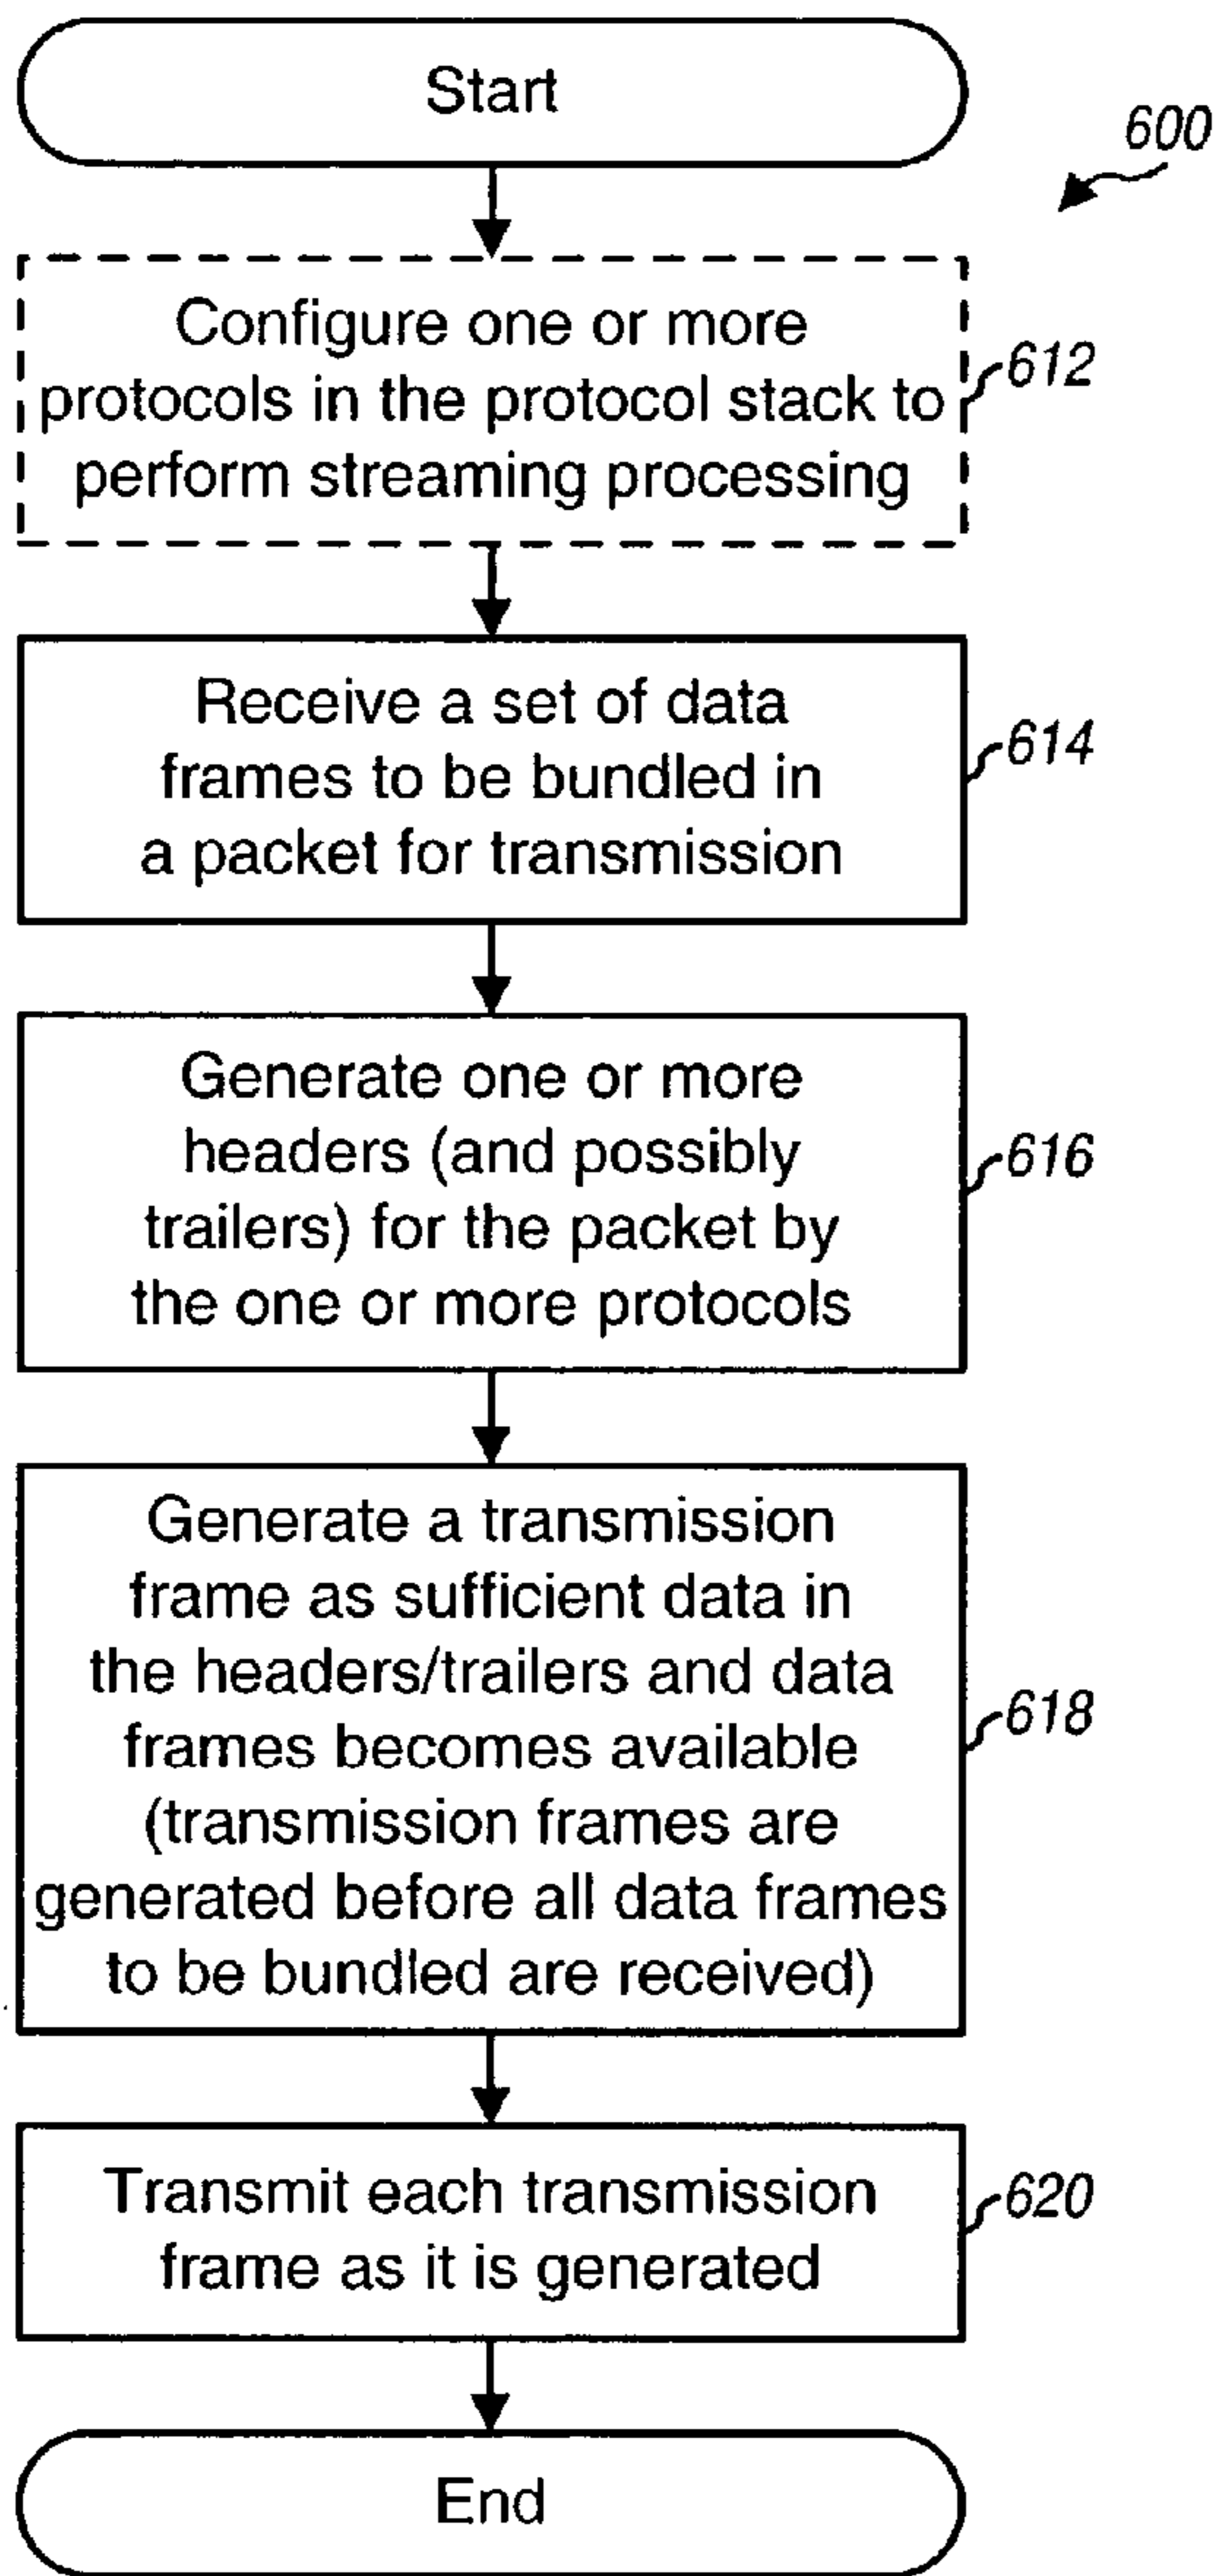 Start
600
Configure one or more
protocols in the protocol stack to
perform streaming processing
612
Receive a set of data
frames to be bundled in
a packet for transmission
614
Generate one or more
headers (and possibly
trailers) for the packet by
the one or more protocols
616
Generate a transmission
frame as sufficient data in
the headers/trailers and data
frames becomes available
(transmission frames are
generated before all data frames
to be bundled are received)
618
Transmit each transmission
frame as it is generated
620
End